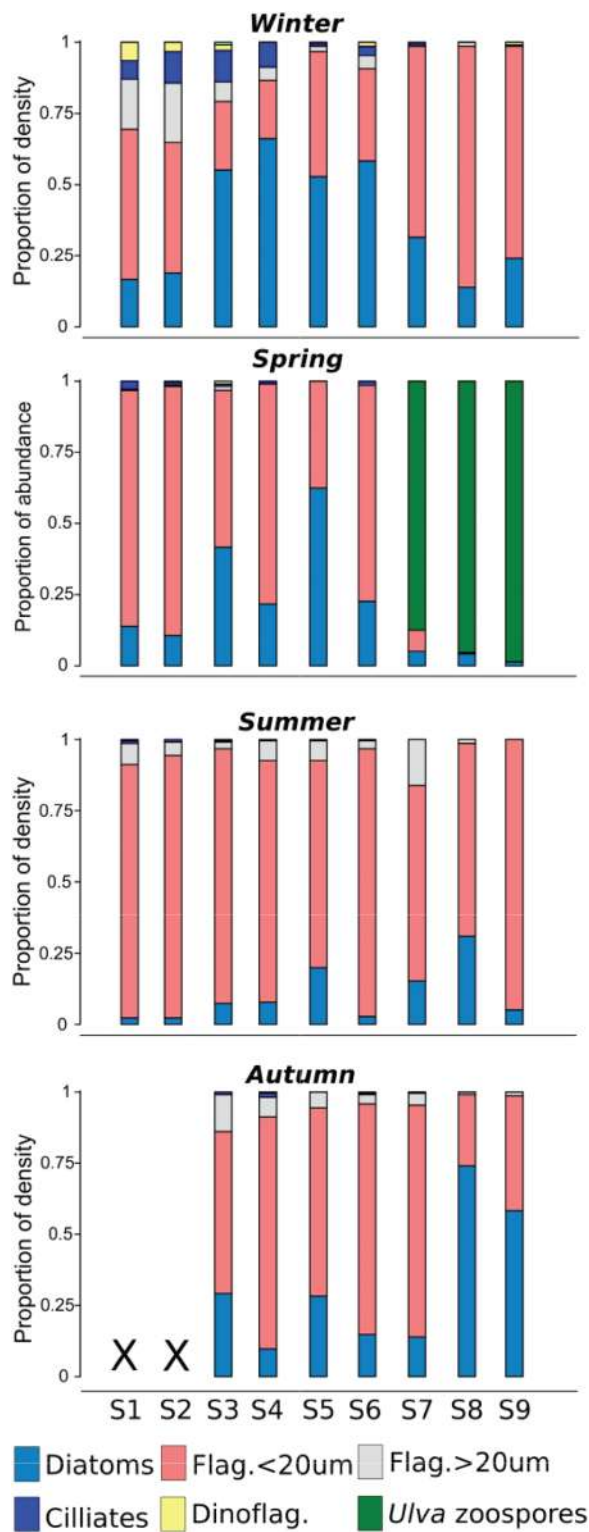 Winter
Proportion of density
1
0.75
0.5
0.25
0
Spring
Proportion of abundance
1
0.75
0.5
0.25
0
Summer
Proportion of density
1
0.75
0.5
0.25
0
Autumn
Proportion of density
1
0.75
0.5
0.25
0
X X
S1 S2 S3 S4 S5 S6 S7 S8 S9
Diatoms Flag.<20um Flag.>20um
Cilliates Dinoflag. Ulva zoospores